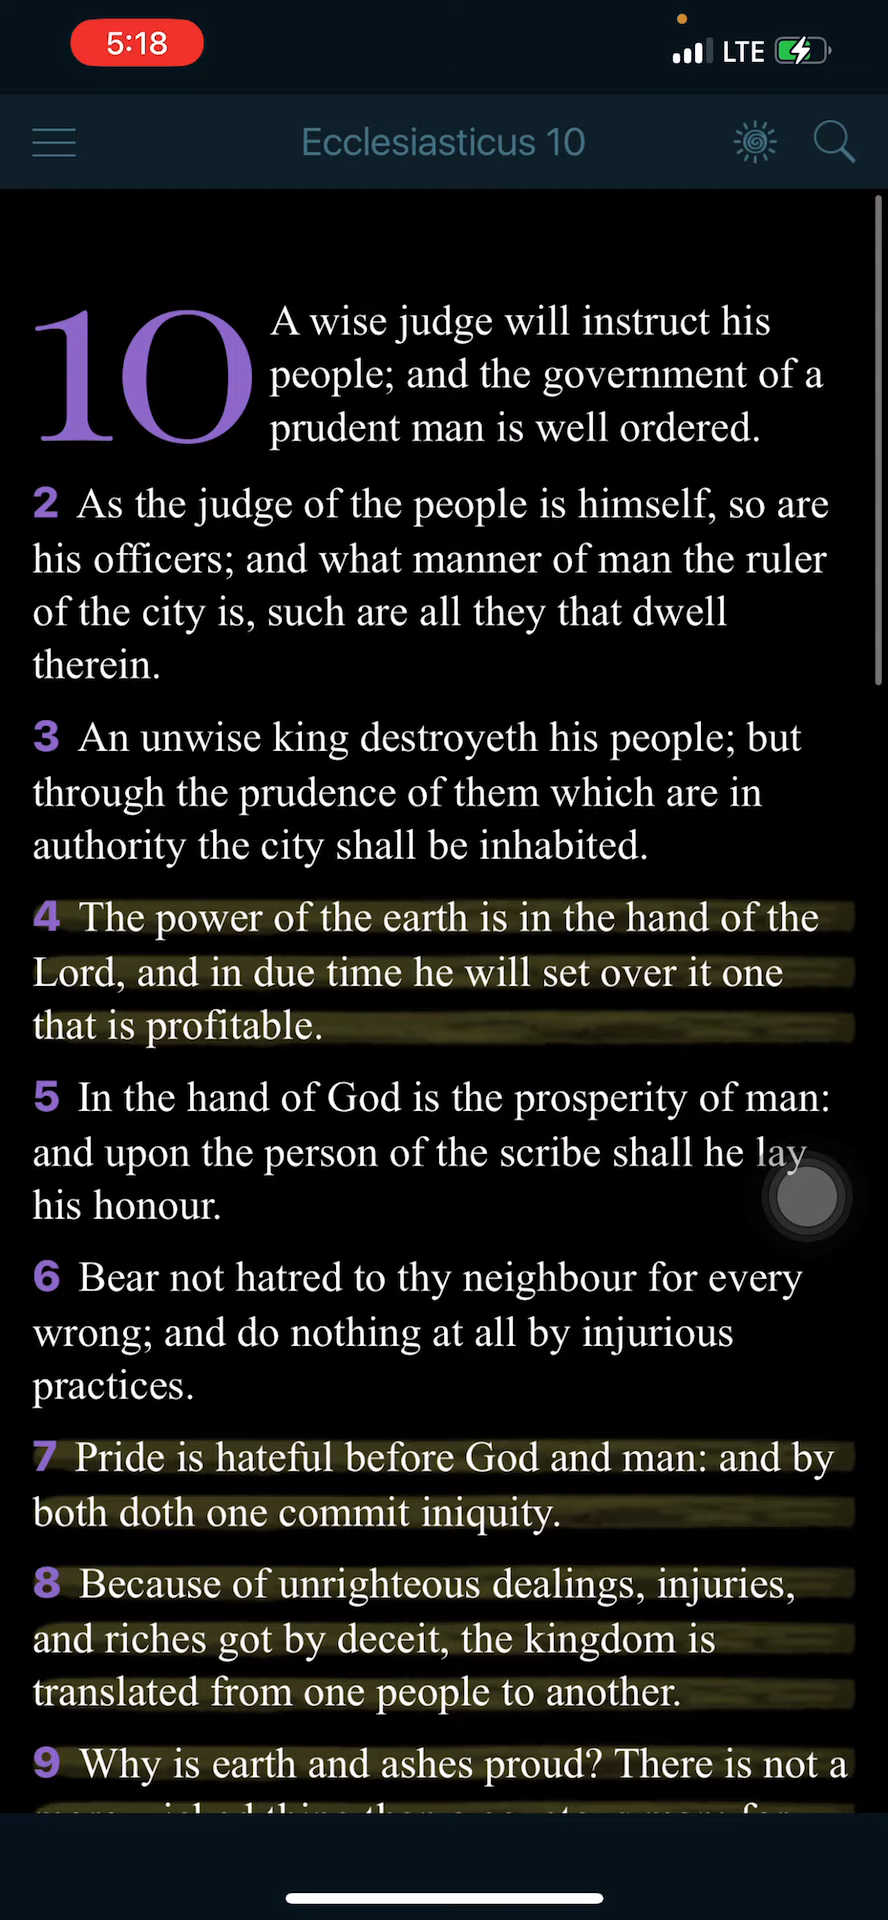 5:18
LTE
Ecclesiasticus 10
10
A wise judge will instruct his
people; and the government of a
prudent man is well ordered.
2 As the judge of the people is himself, so are
his officers; and what manner of man the ruler
of the city is, such are all they that dwell
therein.
3 An unwise king destroyeth his people; but
through the prudence of them which are in
authority the city shall be inhabited.
4 The power of the earth is in the hand of the
Lord, and in due time he will set over it one
that is profitable.
5 In the hand of God is the prosperity of man:
and upon the person of the scribe shall he lay
his honour.
6 Bear not hatred to thy neighbour for every
wrong; and do nothing at all by injurious
practices.
7 Pride is hateful before God and man: and by
both doth one commit iniquity.
8 Because of unrighteous dealings, injuries,
and riches got by deceit, the kingdom is
translated from one people to another.
9 Why is earth and ashes proud? There is not a